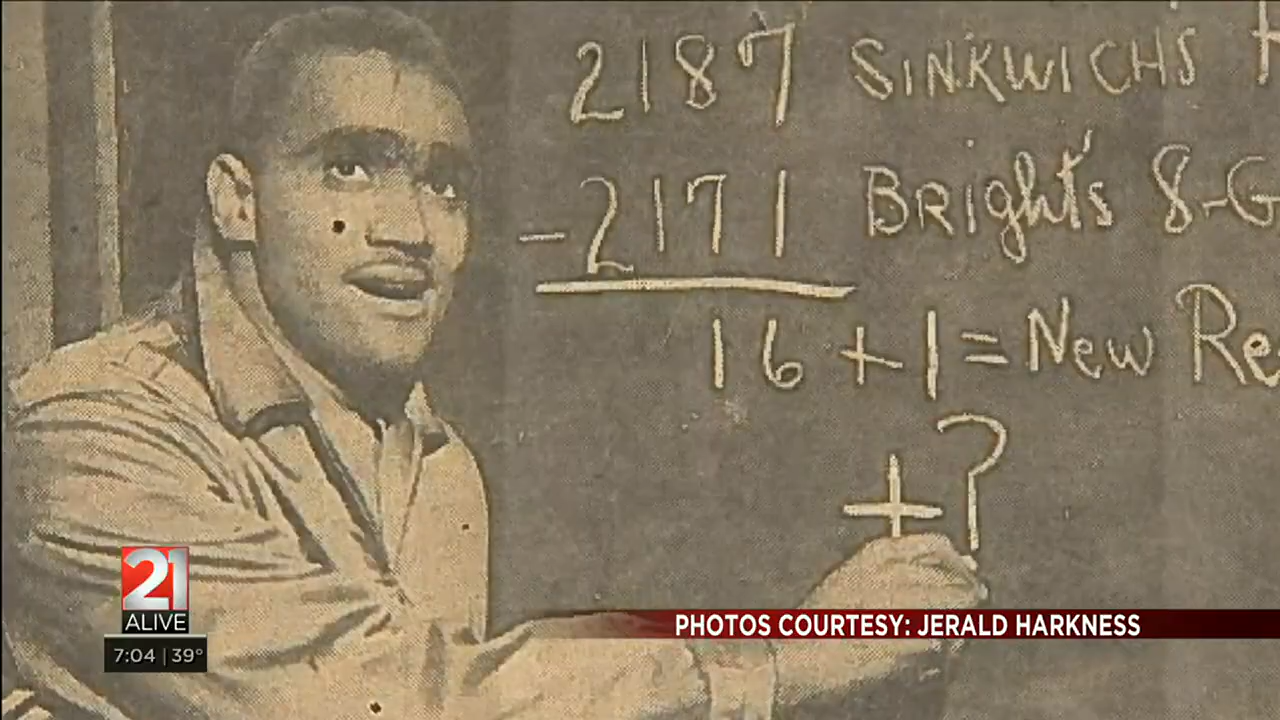 2187 SINKWICHS
-2171 Bright's 8-G
16 + 1 = New Re
+?
21
ALIVE
7:04 | 39°
PHOTOS COURTESY: JERALD HARKNESS